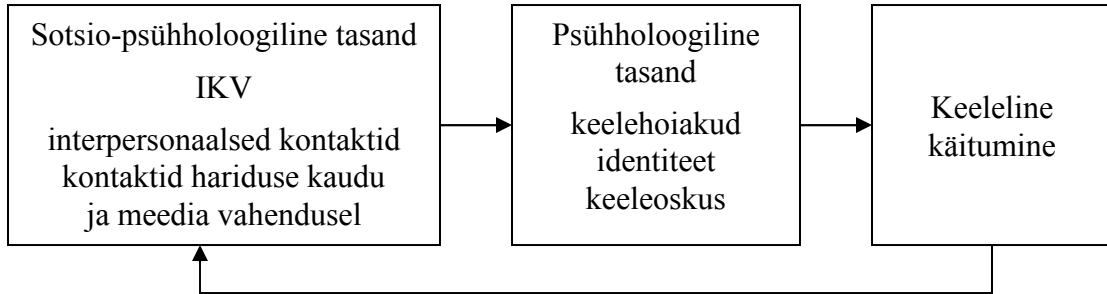 Sotsio-psühholoogiline tasand
IKV
interpersonaalsed kontaktid
kontaktid hariduse kaudu
ja meedia vahendusel
Psühholoogiline
tasand
keelehoiakud
identiteet
keeleoskus
Keeleline
käitumine